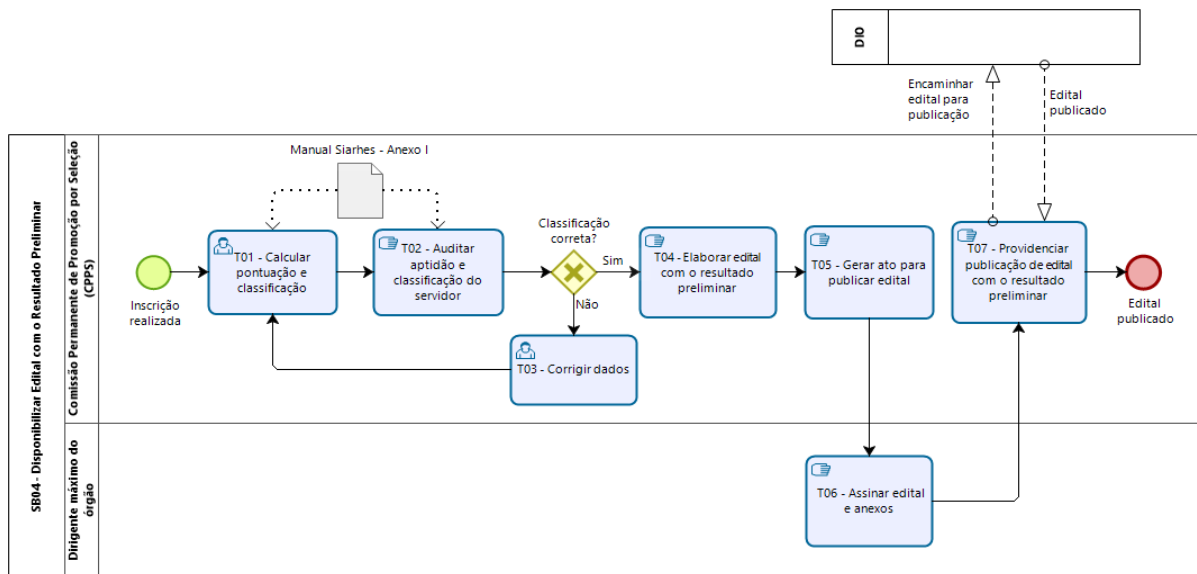 DIO
Encaminhar
edital para
publicação
Edital
publicado
SB04 - Disponibilizar Edital com o Resultado Preliminar
Comissão Permanente de Promoção por Seleção
(CPPS)
Manual Siarhes - Anexo I
Inscrição
realizada
T01 - Calcular
pontuação e
classificação
T02 - Auditar
aptidão e
classificação do
servidor
Classificação
correta?
Sim
Não
T03 - Corrigir dados
T04 - Elaborar edital
com o resultado
preliminar
T05 - Gerar ato para
publicar edital
T07 - Providenciar
publicação de edital
com o resultado
preliminar
Edital
publicado
Dirigente máximo do
órgão
T06 - Assinar edital
e anexos